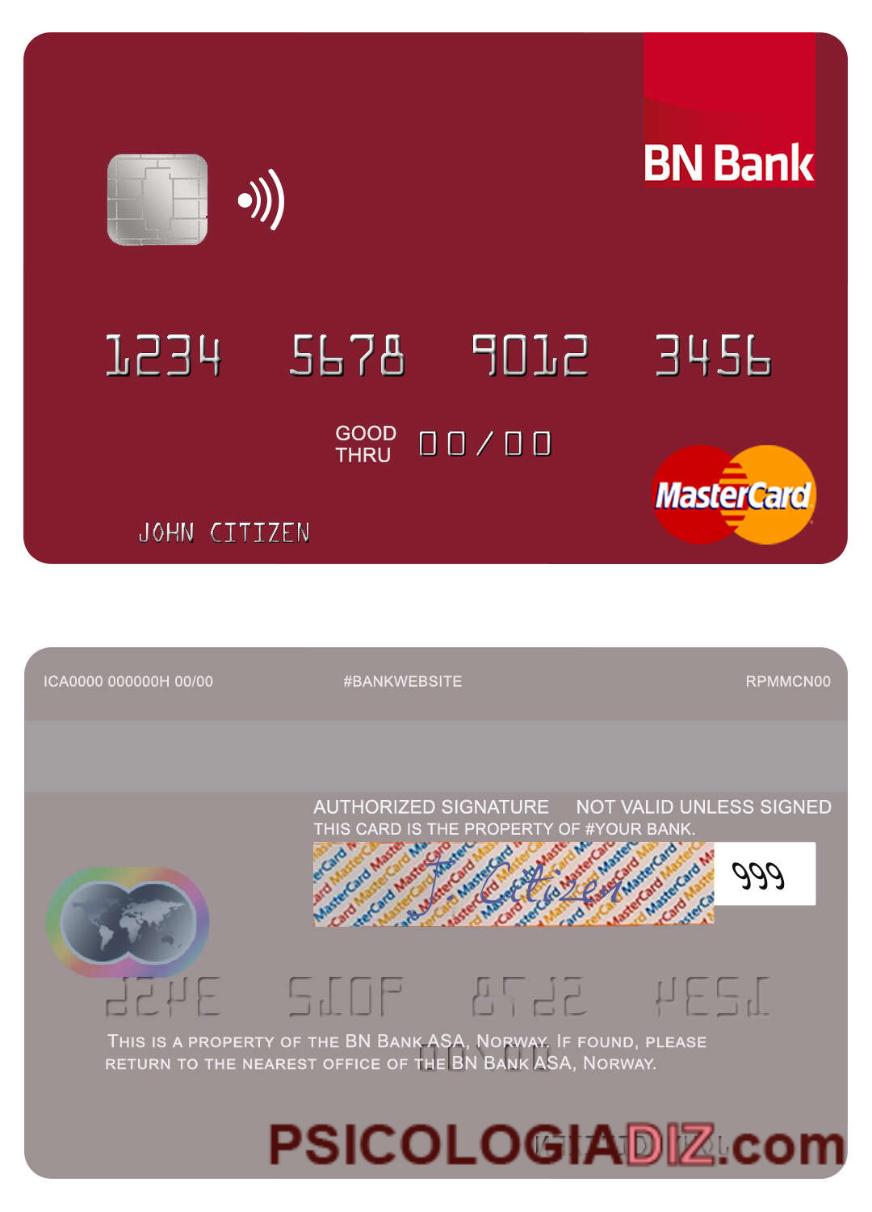 BN Bank
1234 5678 9012 3456
GOOD
THRU 00/00
MasterCard
JOHN CITIZEN
ICA0000 000000H 00/00 #BANKWEBSITE RPMMCN00
AUTHORIZED SIGNATURE NOT VALID UNLESS SIGNED
THIS CARD IS THE PROPERTY OF #YOUR BANK.
J Citizen 999
THIS IS A PROPERTY OF THE BN BANK ASA, NORWAY. IF FOUND, PLEASE
RETURN TO THE NEAREST OFFICE OF THE BN BANK ASA, NORWAY.
PSICOLOGIADIZ.com